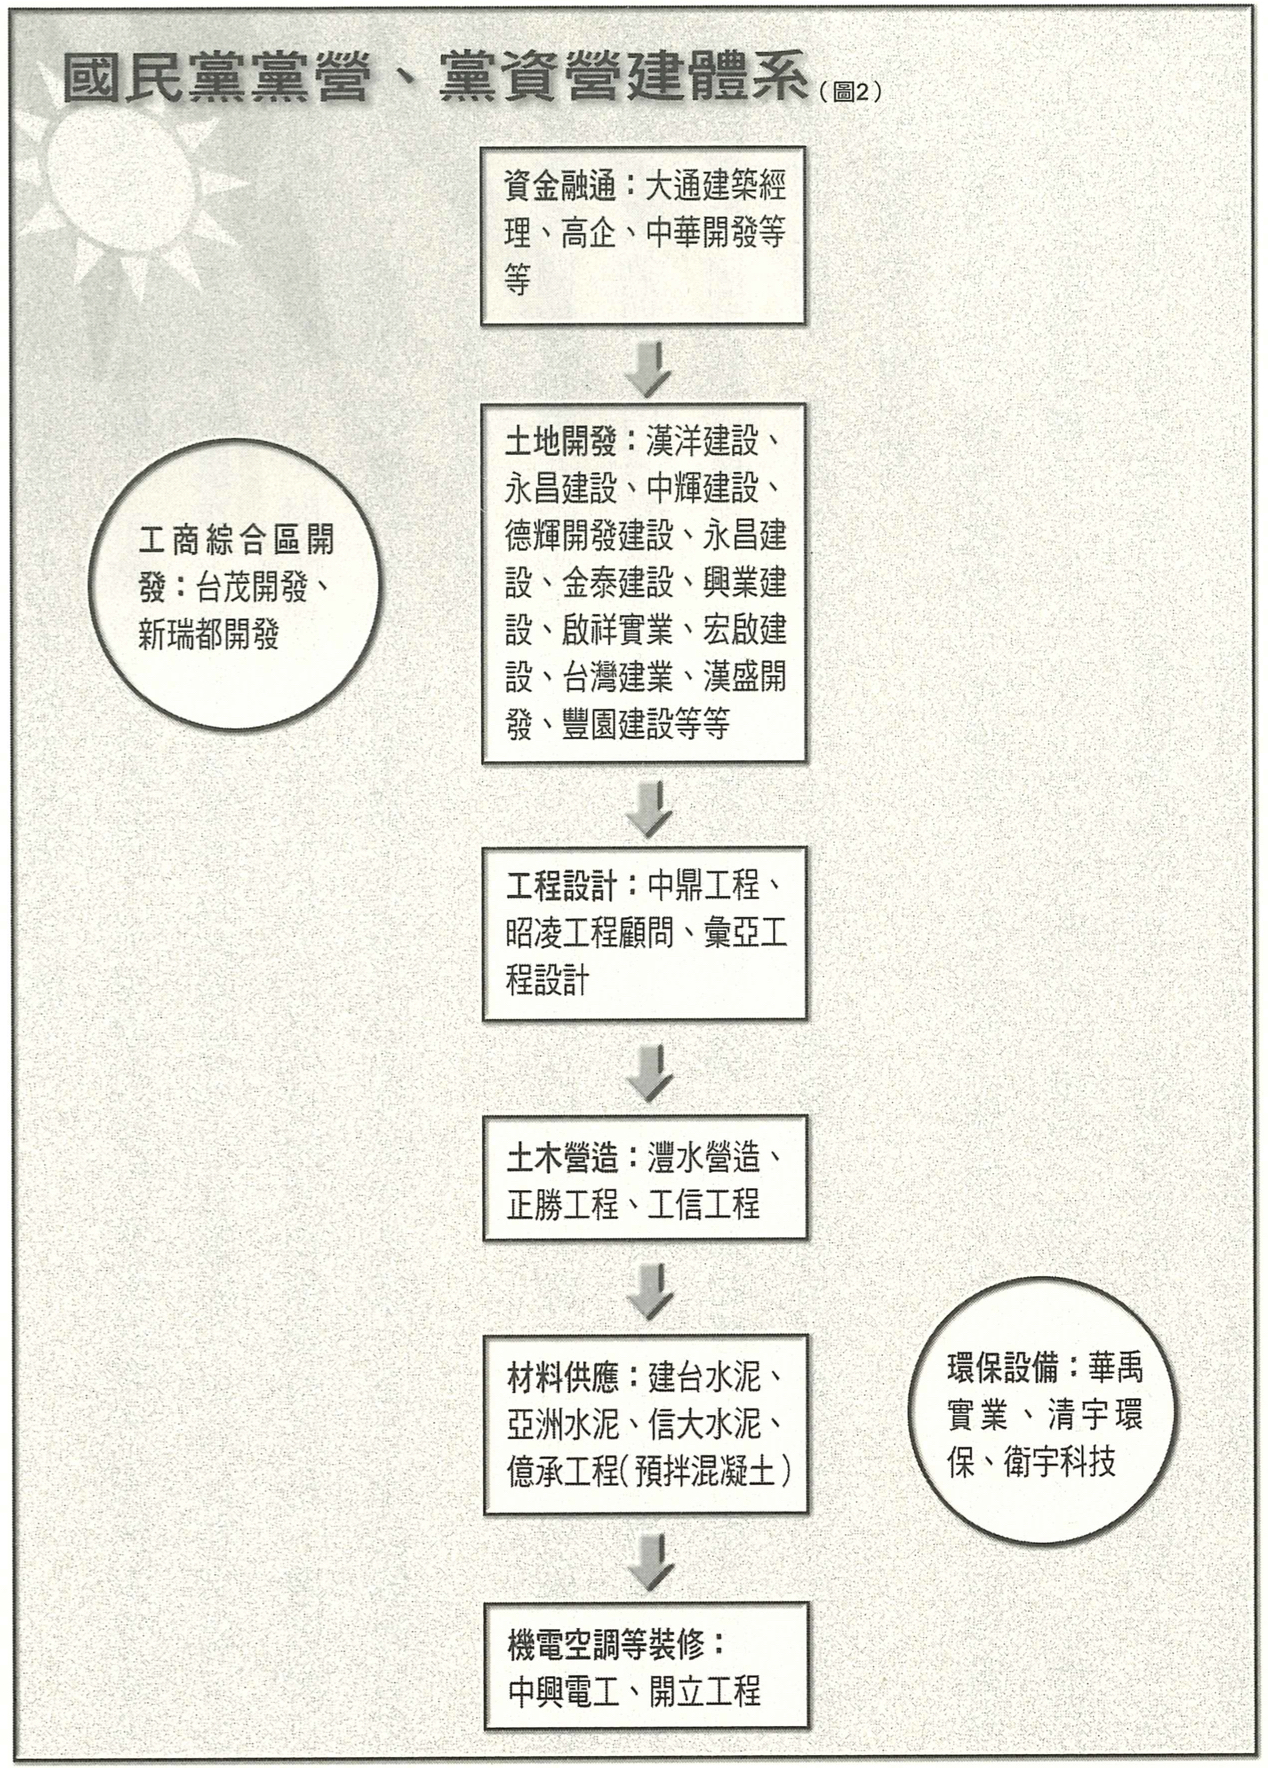 國民黨黨營、黨資營建體系(圖2)
資金融通：大通建築經
理、高企、中華開發等
等
土地開發：漢洋建設、
永昌建設、中輝建設、
德輝開發建設、永昌建
設、金泰建設、興業建
設、啟祥實業、宏啟建
設、台灣建業、漢盛開
發、豐園建設等等
工商綜合區開
發：台茂開發、
新瑞都開發
工程設計：中鼎工程、
昭凌工程顧問、彙亞工
程設計
土木營造：灃水營造、
正勝工程、工信工程
材料供應：建台水泥、
亞洲水泥、信大水泥、
億承工程(預拌混凝土)
環保設備：華禹
實業、清宇環
保、衛宇科技
機電空調等裝修：
中興電工、開立工程